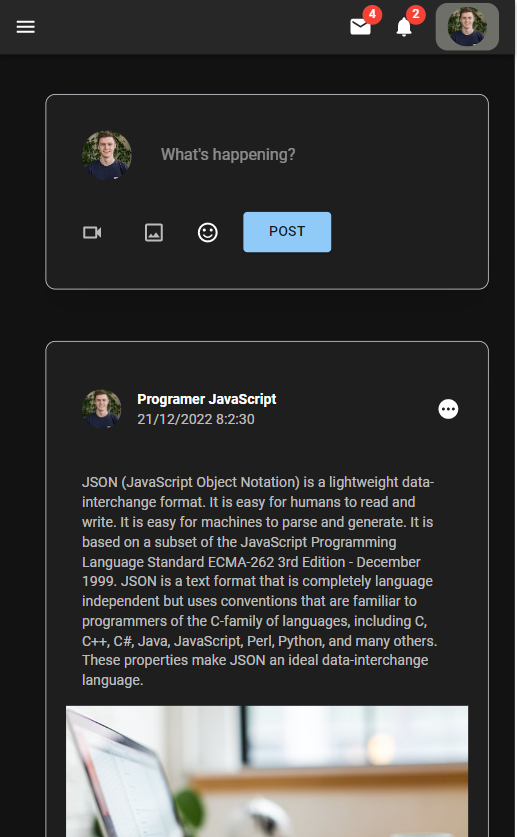 4
2
What's happening?
POST
Programer JavaScript
21/12/2022 8:2:30
JSON (JavaScript Object Notation) is a lightweight data-
interchange format. It is easy for humans to read and
write. It is easy for machines to parse and generate. It is
based on a subset of the JavaScript Programming
Language Standard ECMA-262 3rd Edition - December
1999. JSON is a text format that is completely language
independent but uses conventions that are familiar to
programmers of the C-family of languages, including C,
C++, C#, Java, JavaScript, Perl, Python, and many others.
These properties make JSON an ideal data-interchange
language.